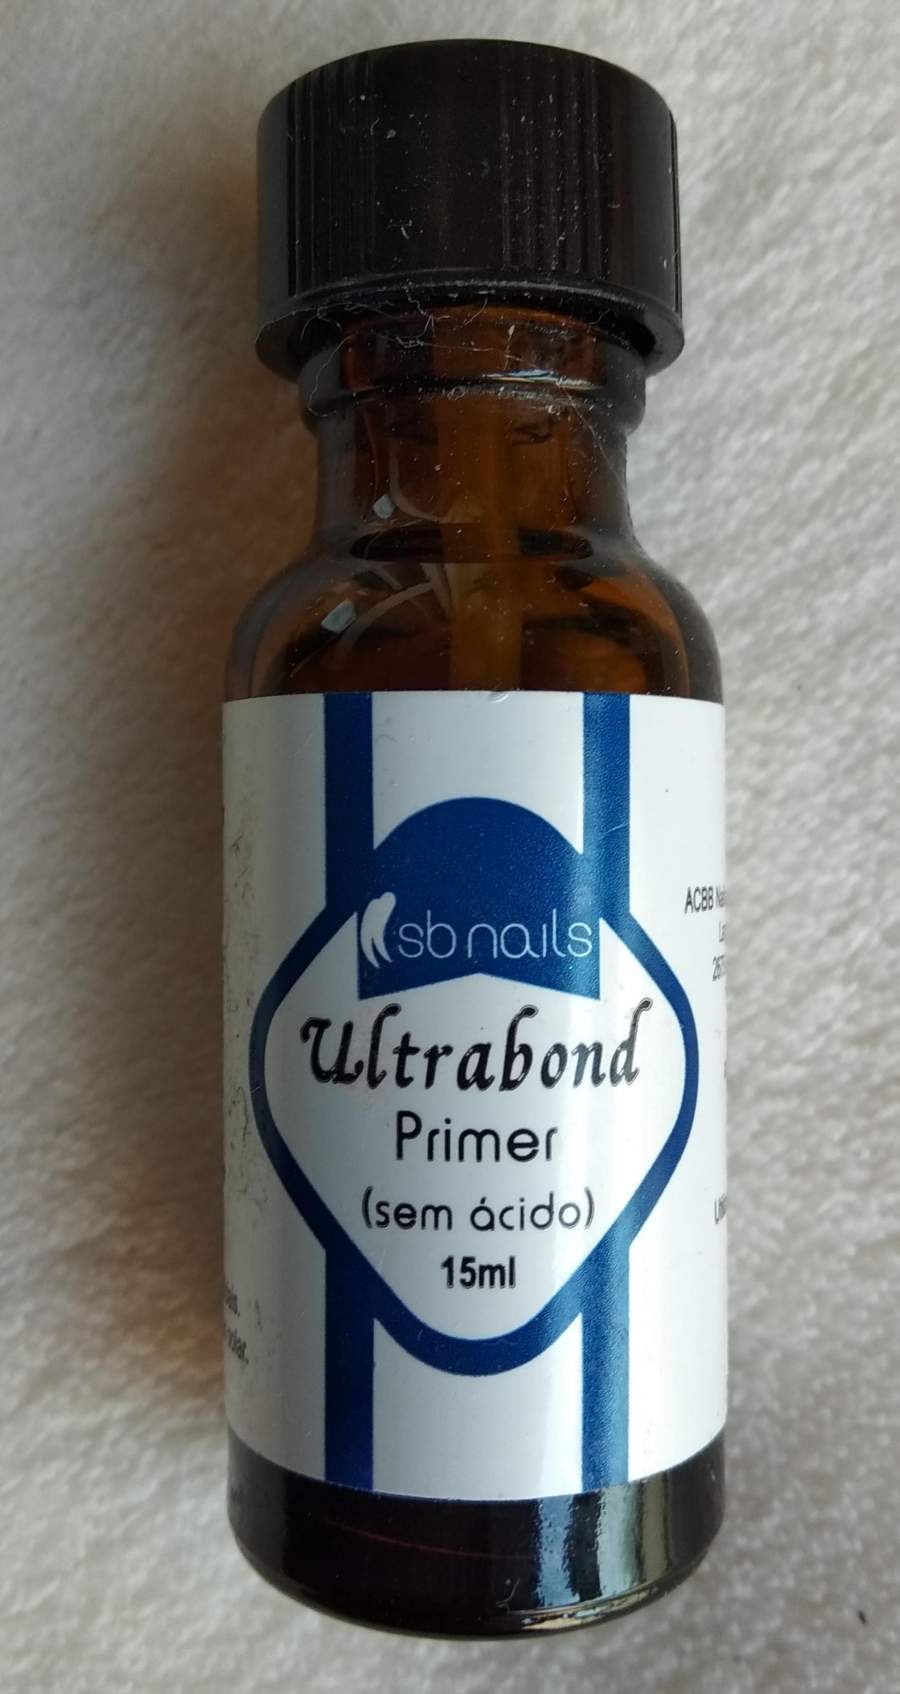 sb nails
Ultrabond
Primer
(sem ácido)
15ml
ACBB